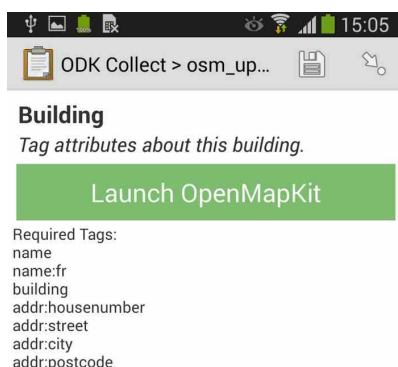 15:05
ODK Collect > osm_up...
Building
Tag attributes about this building.
Launch OpenMapKit
Required Tags:
name
name:fr
building
addr:housenumber
addr:street
addr:city
addr:postcode